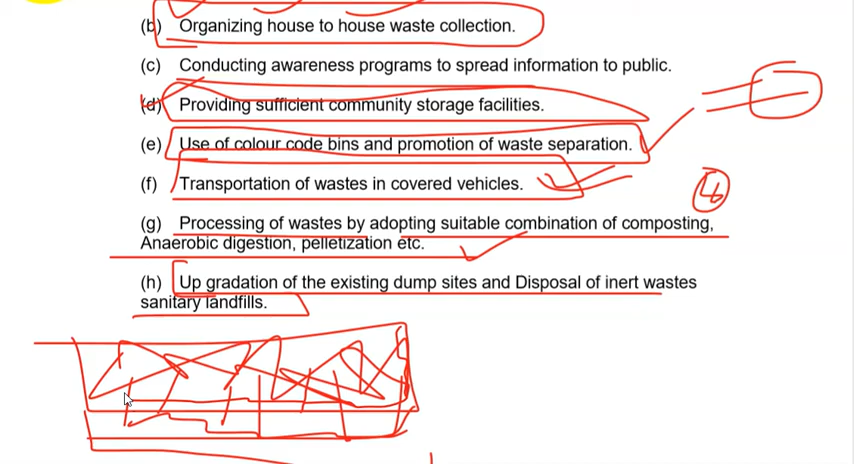 (b) Organizing house to house waste collection.
(c) Conducting awareness programs to spread information to public.
(d) Providing sufficient community storage facilities.
(e) Use of colour code bins and promotion of waste separation.
(f) Transportation of wastes in covered vehicles.
(g) Processing of wastes by adopting suitable combination of composting,
Anaerobic digestion, pelletization etc.
(h) Up gradation of the existing dump sites and Disposal of inert wastes
sanitary landfills.